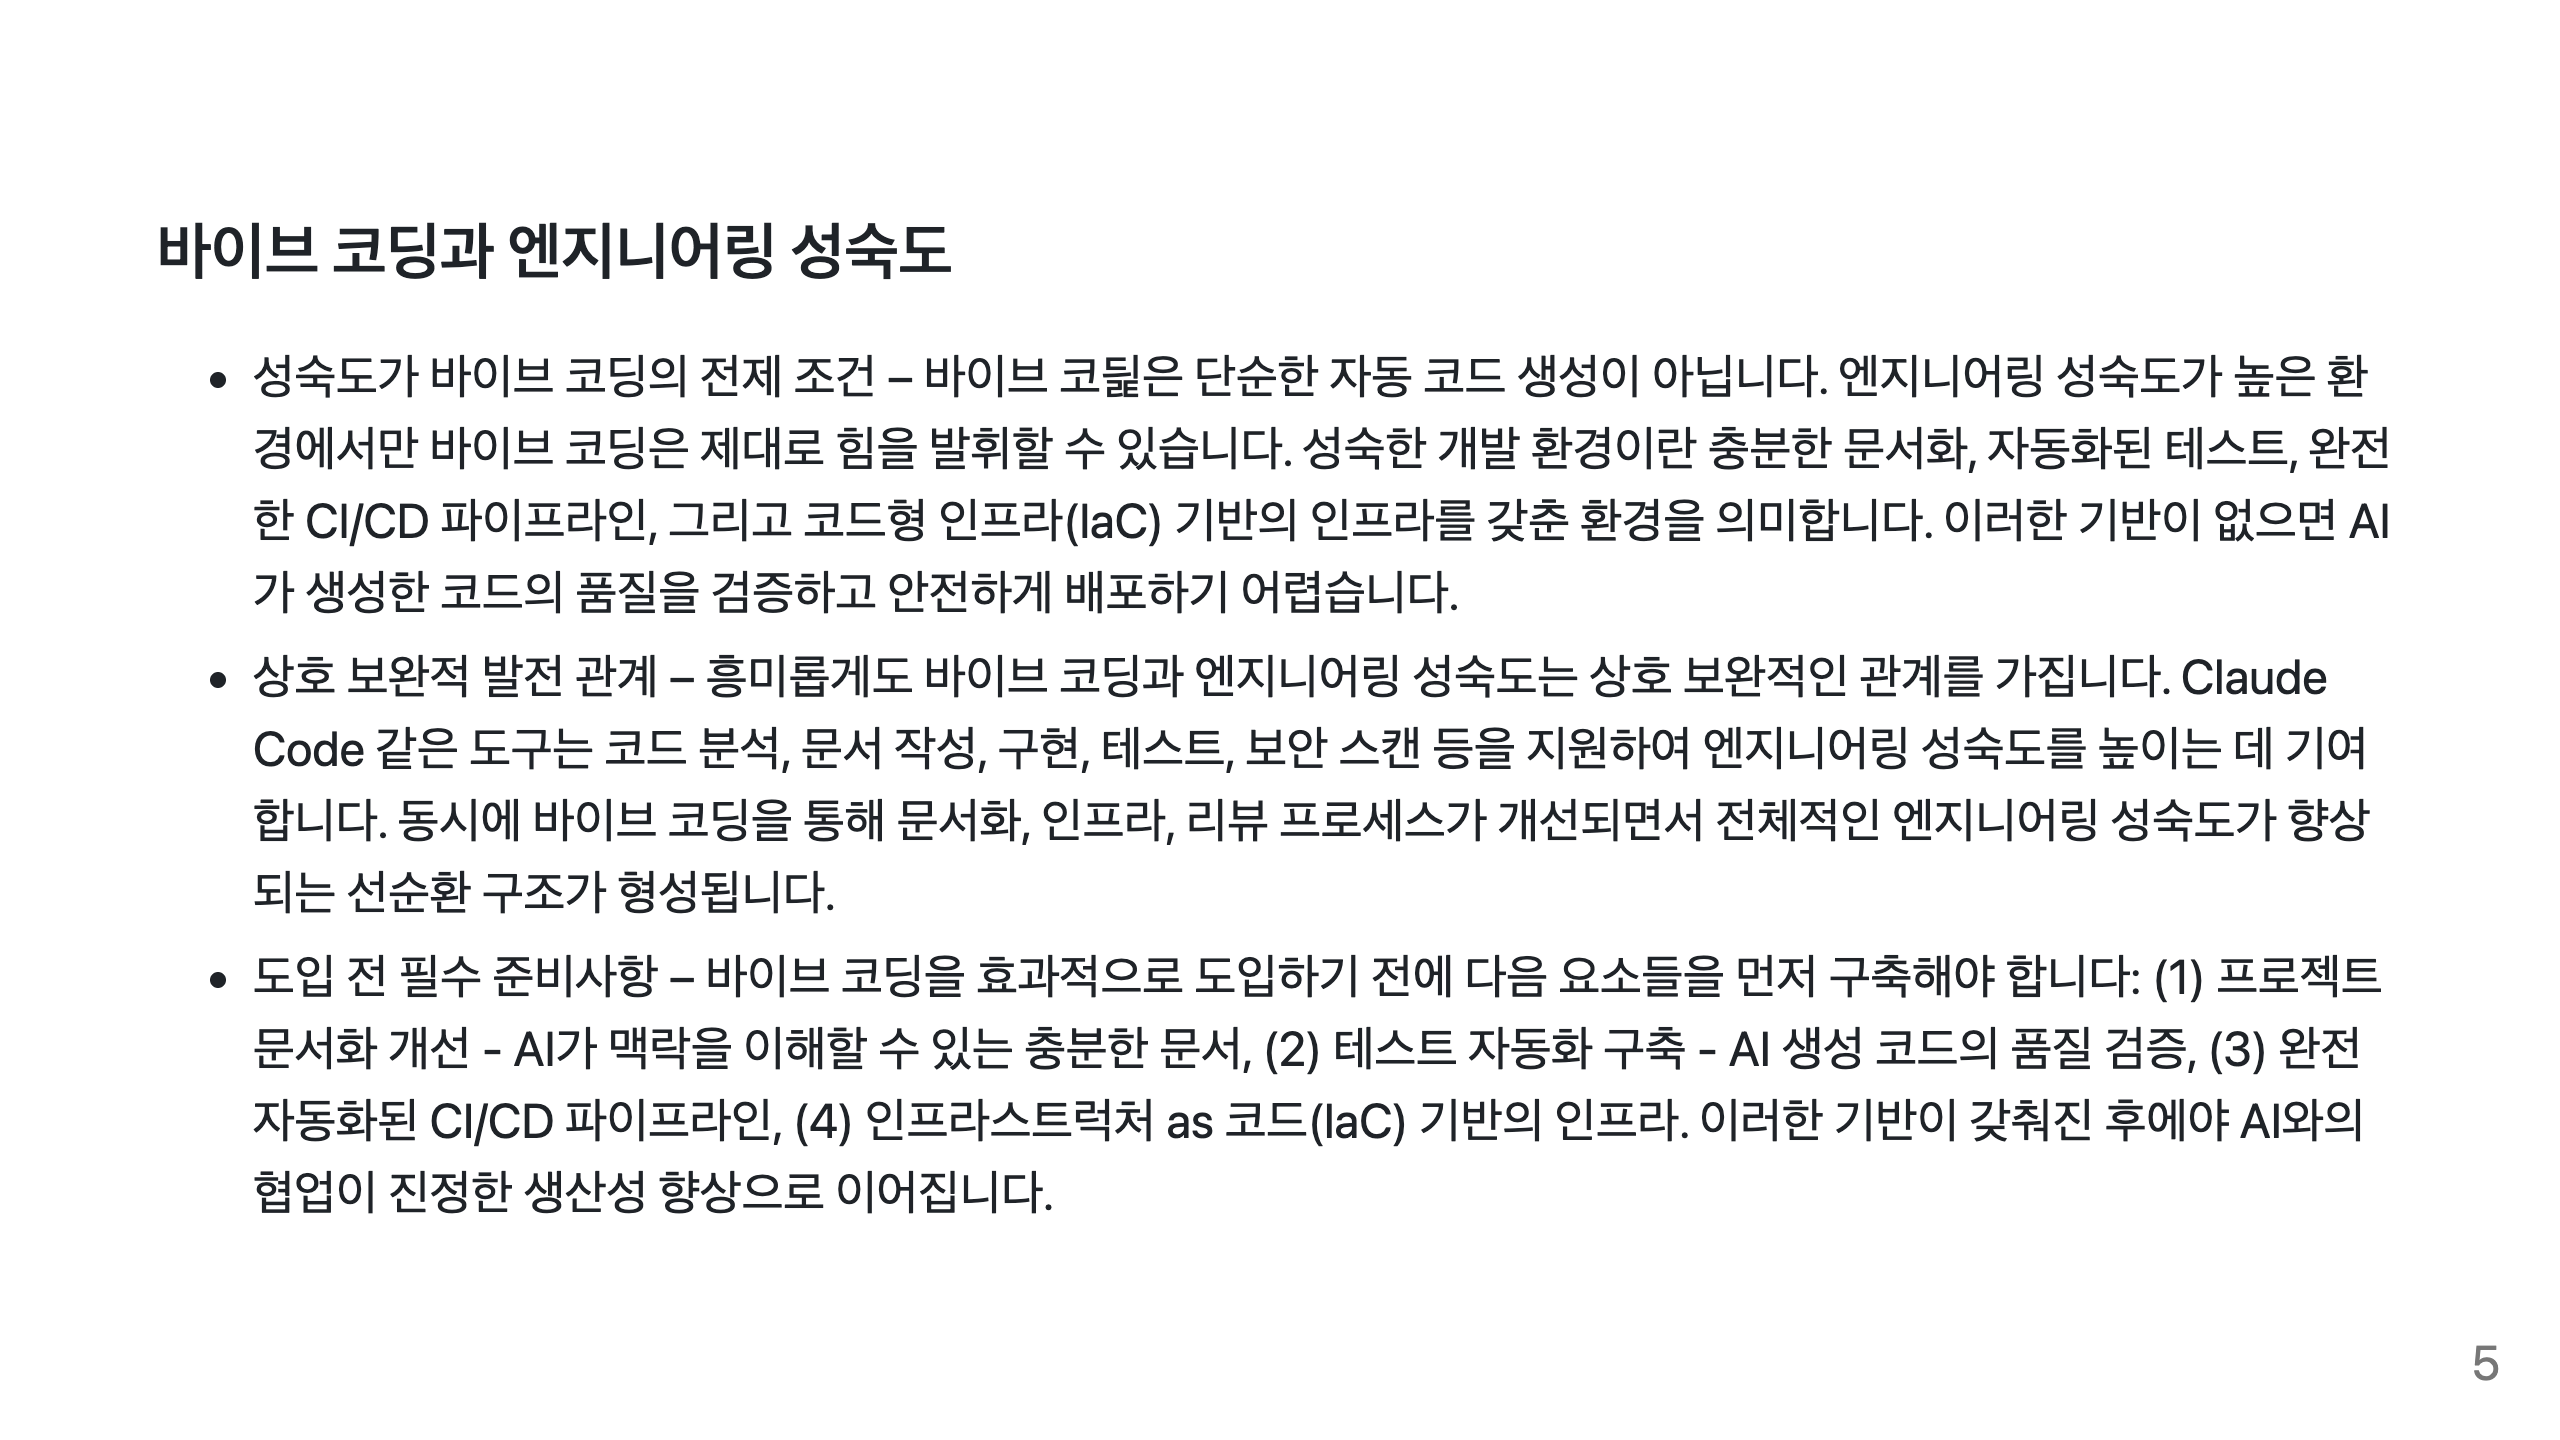 바이브 코딩과 엔지니어링 성숙도
성숙도가 바이브 코딩의 전제 조건 – 바이브 코딅은 단순한 자동 코드 생성이 아닙니다. 엔지니어링 성숙도가 높은 환
경에서만 바이브 코딩은 제대로 힘을 발휘할 수 있습니다. 성숙한 개발 환경이란 충분한 문서화, 자동화된 테스트, 완전
한 CI/CD 파이프라인, 그리고 코드형 인프라(IaC) 기반의 인프라를 갖춘 환경을 의미합니다. 이러한 기반이 없으면 AI
가 생성한 코드의 품질을 검증하고 안전하게 배포하기 어렵습니다.
상호 보완적 발전 관계 – 흥미롭게도 바이브 코딩과 엔지니어링 성숙도는 상호 보완적인 관계를 가집니다. Claude
Code 같은 도구는 코드 분석, 문서 작성, 구현, 테스트, 보안 스캔 등을 지원하여 엔지니어링 성숙도를 높이는 데 기여
합니다. 동시에 바이브 코딩을 통해 문서화, 인프라, 리뷰 프로세스가 개선되면서 전체적인 엔지니어링 성숙도가 향상
되는 선순환 구조가 형성됩니다.
도입 전 필수 준비사항 – 바이브 코딩을 효과적으로 도입하기 전에 다음 요소들을 먼저 구축해야 합니다: (1) 프로젝트
문서화 개선 - AI가 맥락을 이해할 수 있는 충분한 문서, (2) 테스트 자동화 구축 - AI 생성 코드의 품질 검증, (3) 완전
자동화된 CI/CD 파이프라인, (4) 인프라스트럭처 as 코드(IaC) 기반의 인프라. 이러한 기반이 갖춰진 후에야 AI와의
협업이 진정한 생산성 향상으로 이어집니다.
5